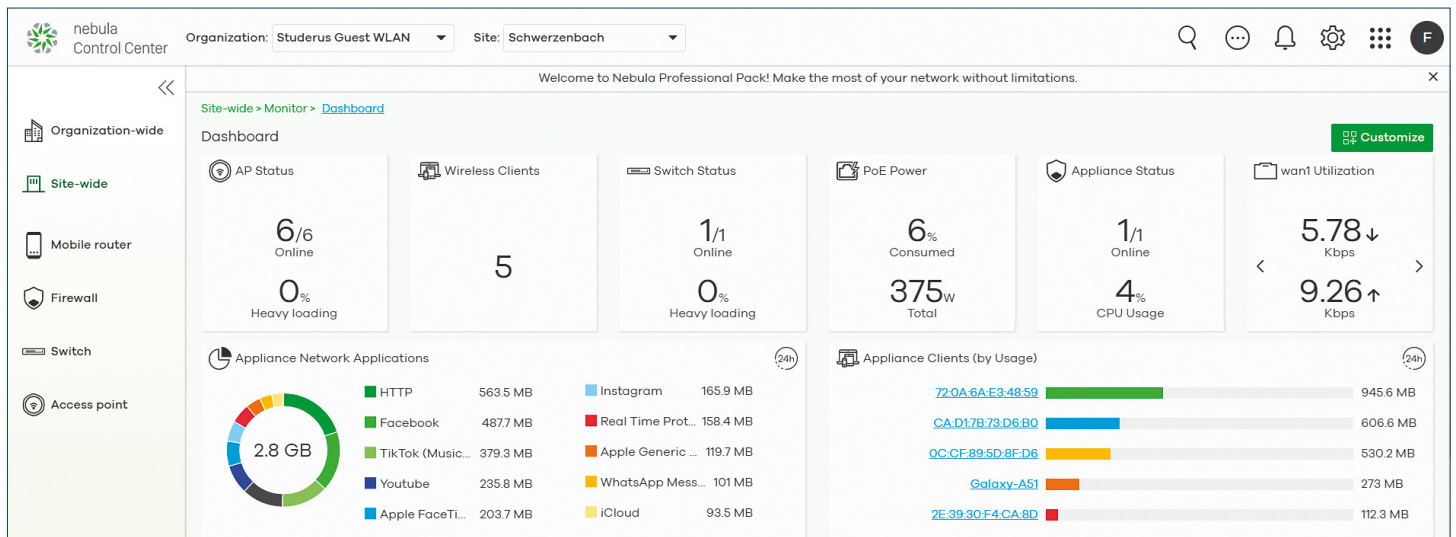 nebula
Control Center
Organization: Studerus Guest WLAN
Site: Schwerzenbach
F
Welcome to Nebula Professional Pack! Make the most of your network without limitations.
Organization-wide
Site-wide
Mobile router
Firewall
Switch
Access point
Site-wide > Monitor > Dashboard
Dashboard
Customize
AP Status
6/6
Online
0%
Heavy loading
Wireless Clients
5
Switch Status
1/1
Online
0%
Heavy loading
PoE Power
6%
Consumed
375W
Total
Appliance Status
1/1
Online
4%
CPU Usage
wan1 Utilization
5.78
Kbps
9.26
Kbps
Appliance Network Applications
24h
2.8 GB
HTTP 563.5 MB
Facebook 487.7 MB
TikTok (Music... 379.3 MB
Youtube 235.8 MB
Apple FaceTi... 203.7 MB
Instagram 165.9 MB
Real Time Prot... 158.4 MB
Apple Generic ... 119.7 MB
WhatsApp Mess... 101 MB
iCloud 93.5 MB
Appliance Clients (by Usage)
24h
72:0A:6A:E3:48:59 945.6 MB
CA:D1:7B:73:D6:B0 606.6 MB
0C:CF:89:5D:8F:D6 530.2 MB
Galaxy-A51 273 MB
2E:39:30:F4:CA:8D 112.3 MB